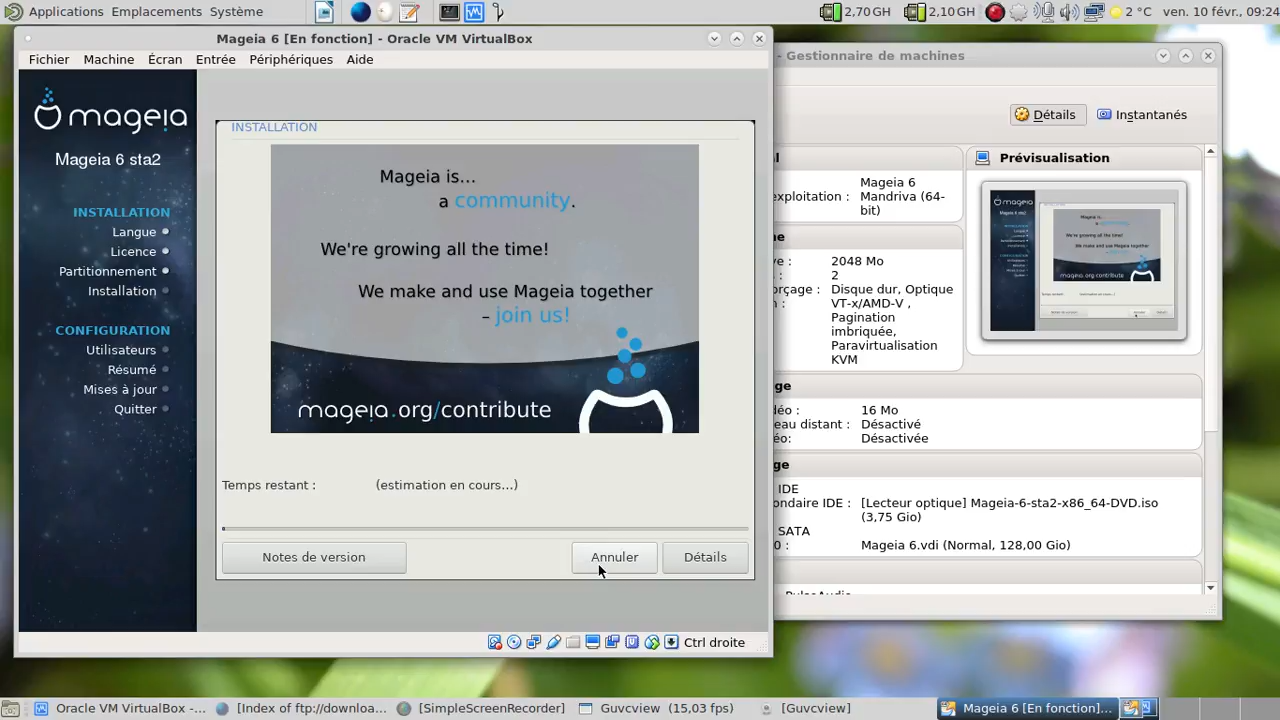 Applications Emplacements Système
2,70 GH
2,10 GH
2 °C
ven. 10 févr., 09:24
Mageia 6 [En fonction] - Oracle VM VirtualBox
Fichier Machine Écran Entrée Périphériques Aide
mageia
Mageia 6 sta2
INSTALLATION
Langue
Licence
Partitionnement
Installation
CONFIGURATION
Utilisateurs
Résumé
Mises à jour
Quitter
INSTALLATION
Mageia is...
a community.
We're growing all the time!
We make and use Mageia together
– join us!
mageia.org/contribute
Temps restant : (estimation en cours...)
Notes de version
Annuler
Détails
Ctrl droite
- Gestionnaire de machines
Détails
Instantanés
Prévisualisation
Mageia 6
exploitation : Mandriva (64-
bit)
2048 Mo
2
Disque dur, Optique
VT-x/AMD-V ,
Pagination
imbriquée,
Paravirtualisation
KVM
16 Mo
Désactivé
Désactivée
IDE
ondaire IDE : [Lecteur optique] Mageia-6-sta2-x86_64-DVD.iso
(3,75 Gio)
SATA
0 : Mageia 6.vdi (Normal, 128,00 Gio)
PulseAudio
Oracle VM VirtualBox -...
[Index of ftp://downloa...
[SimpleScreenRecorder]
Guvcview (15,03 fps)
[Guvcview]
Mageia 6 [En fonction]...